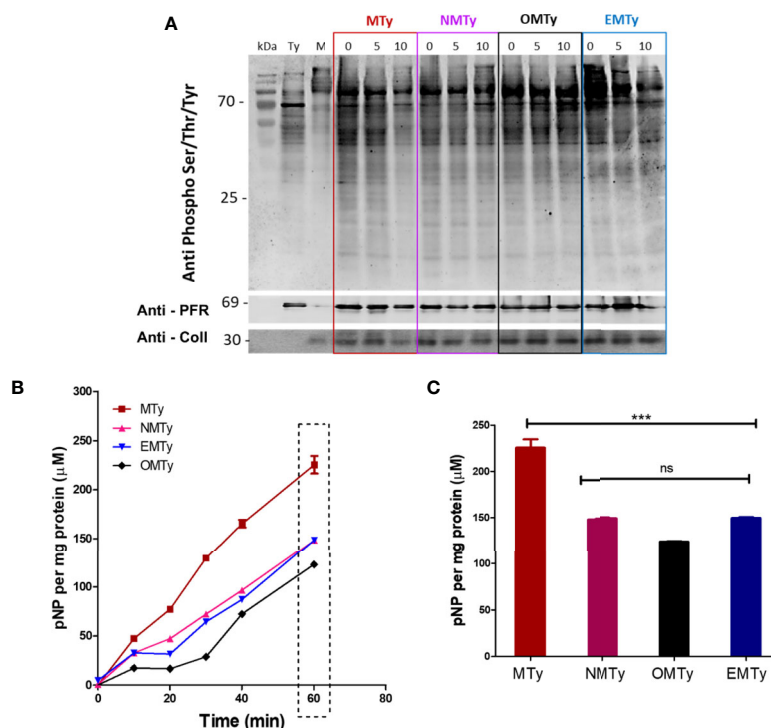 A
MTy NMTy OMTy EMTy
kDa Ty M 0 5 10 0 5 10 0 5 10 0 5 10
Anti Phospho Ser/Thr/Tyr
70 -
25 -
Anti - PFR 69 -
Anti - Coll 30 -
B
pNP per mg protein (µM)
300
250
200
150
100
50
0
MTy
NMTy
EMTy
OMTy
0 20 40 60 80
Time (min)
C
pNP per mg protein (µM)
250
200
150
100
50
0
***
ns
MTy NMTy OMTy EMTy